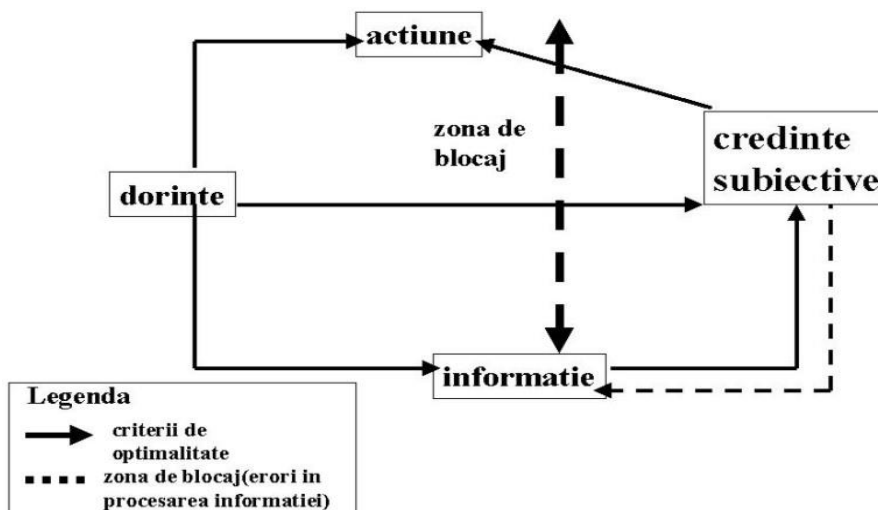 actiune
zona de
blocaj
credinte
subiective
dorinte
informatie
Legenda
criterii de
optimalitate
zona de blocaj(erori in
procesarea informatiei)